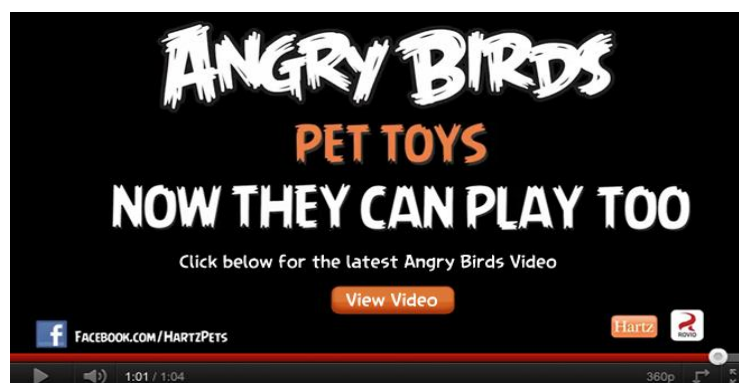 ANGRY BIRDS
PET TOYS
NOW THEY CAN PLAY TOO
Click below for the latest Angry Birds Video
View Video
f FACEBOOK.COM/HARTZPETS
Hartz
ROVIO
1:01 / 1:04
360p